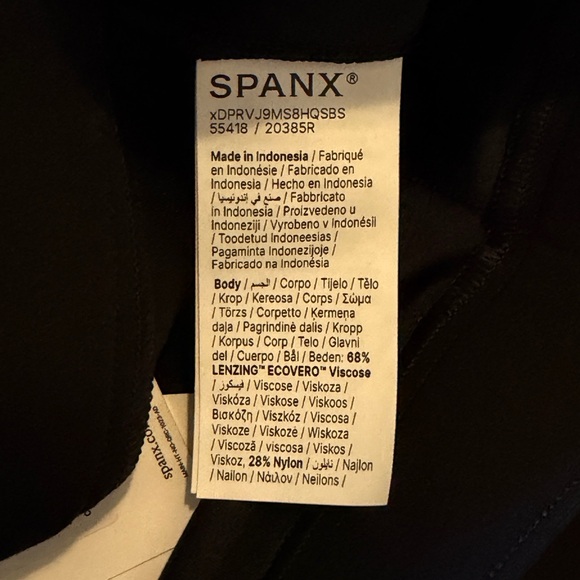 SPANX®
xDPRVJ9MS8HQSBS
55418 / 20385R
Made in Indonesia / Fabriqué
en Indonésie / Fabricado en
Indonesia / Hecho en Indonesia
/ صنع في إندونيسيا / Fabbricato
in Indonesia / Proizvedeno u
Indoneziji / Vyrobeno v Indonésii
/ Toodetud Indoneesias /
Pagaminta Indonezijoje /
Fabricado na Indonésia
Body / الجسم / Corpo / Tijelo / Tělo
/ Krop / Kereosa / Corps / Σώμα
/ Törzs / Corpetto / Ķermeņa
daļa / Pagrindinė dalis / Kropp
/ Korpus / Corp / Telo / Glavni
del / Cuerpo / Bål / Beden: 68%
LENZING™ ECOVERO™ Viscose
/ فيسكوز / Viscose / Viskoza /
Viskóza / Viskose / Viskoos /
Βισκόζη / Viszkóz / Viscosa /
Viskoze / Viskozė / Wiskoza
/ Viscoză / viscosa / Viskos /
Viskoz, 28% Nylon / نايلون / Najlon
/ Nailon / Νάιλον / Neilons /
spanx.co